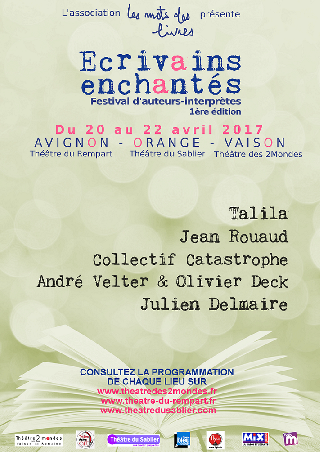 L'association les mots des livres présente
Ecrivains
enchantés
Festival d'auteurs-interprètes
1ère édition
Du 20 au 22 avril 2017
AVIGNON - ORANGE - VAISON
Théâtre du Rempart Théâtre du Sablier Théâtre des 2Mondes
Talila
Jean Rouaud
Collectif Catastrophe
André Velter & Olivier Deck
Julien Delmaire
CONSULTEZ LA PROGRAMMATION
DE CHAQUE LIEU SUR
www.theatredes2mondes.fr
www.theatre-du-rempart.fr
www.theatredusablier.com
Théâtre du Sablier
MiX